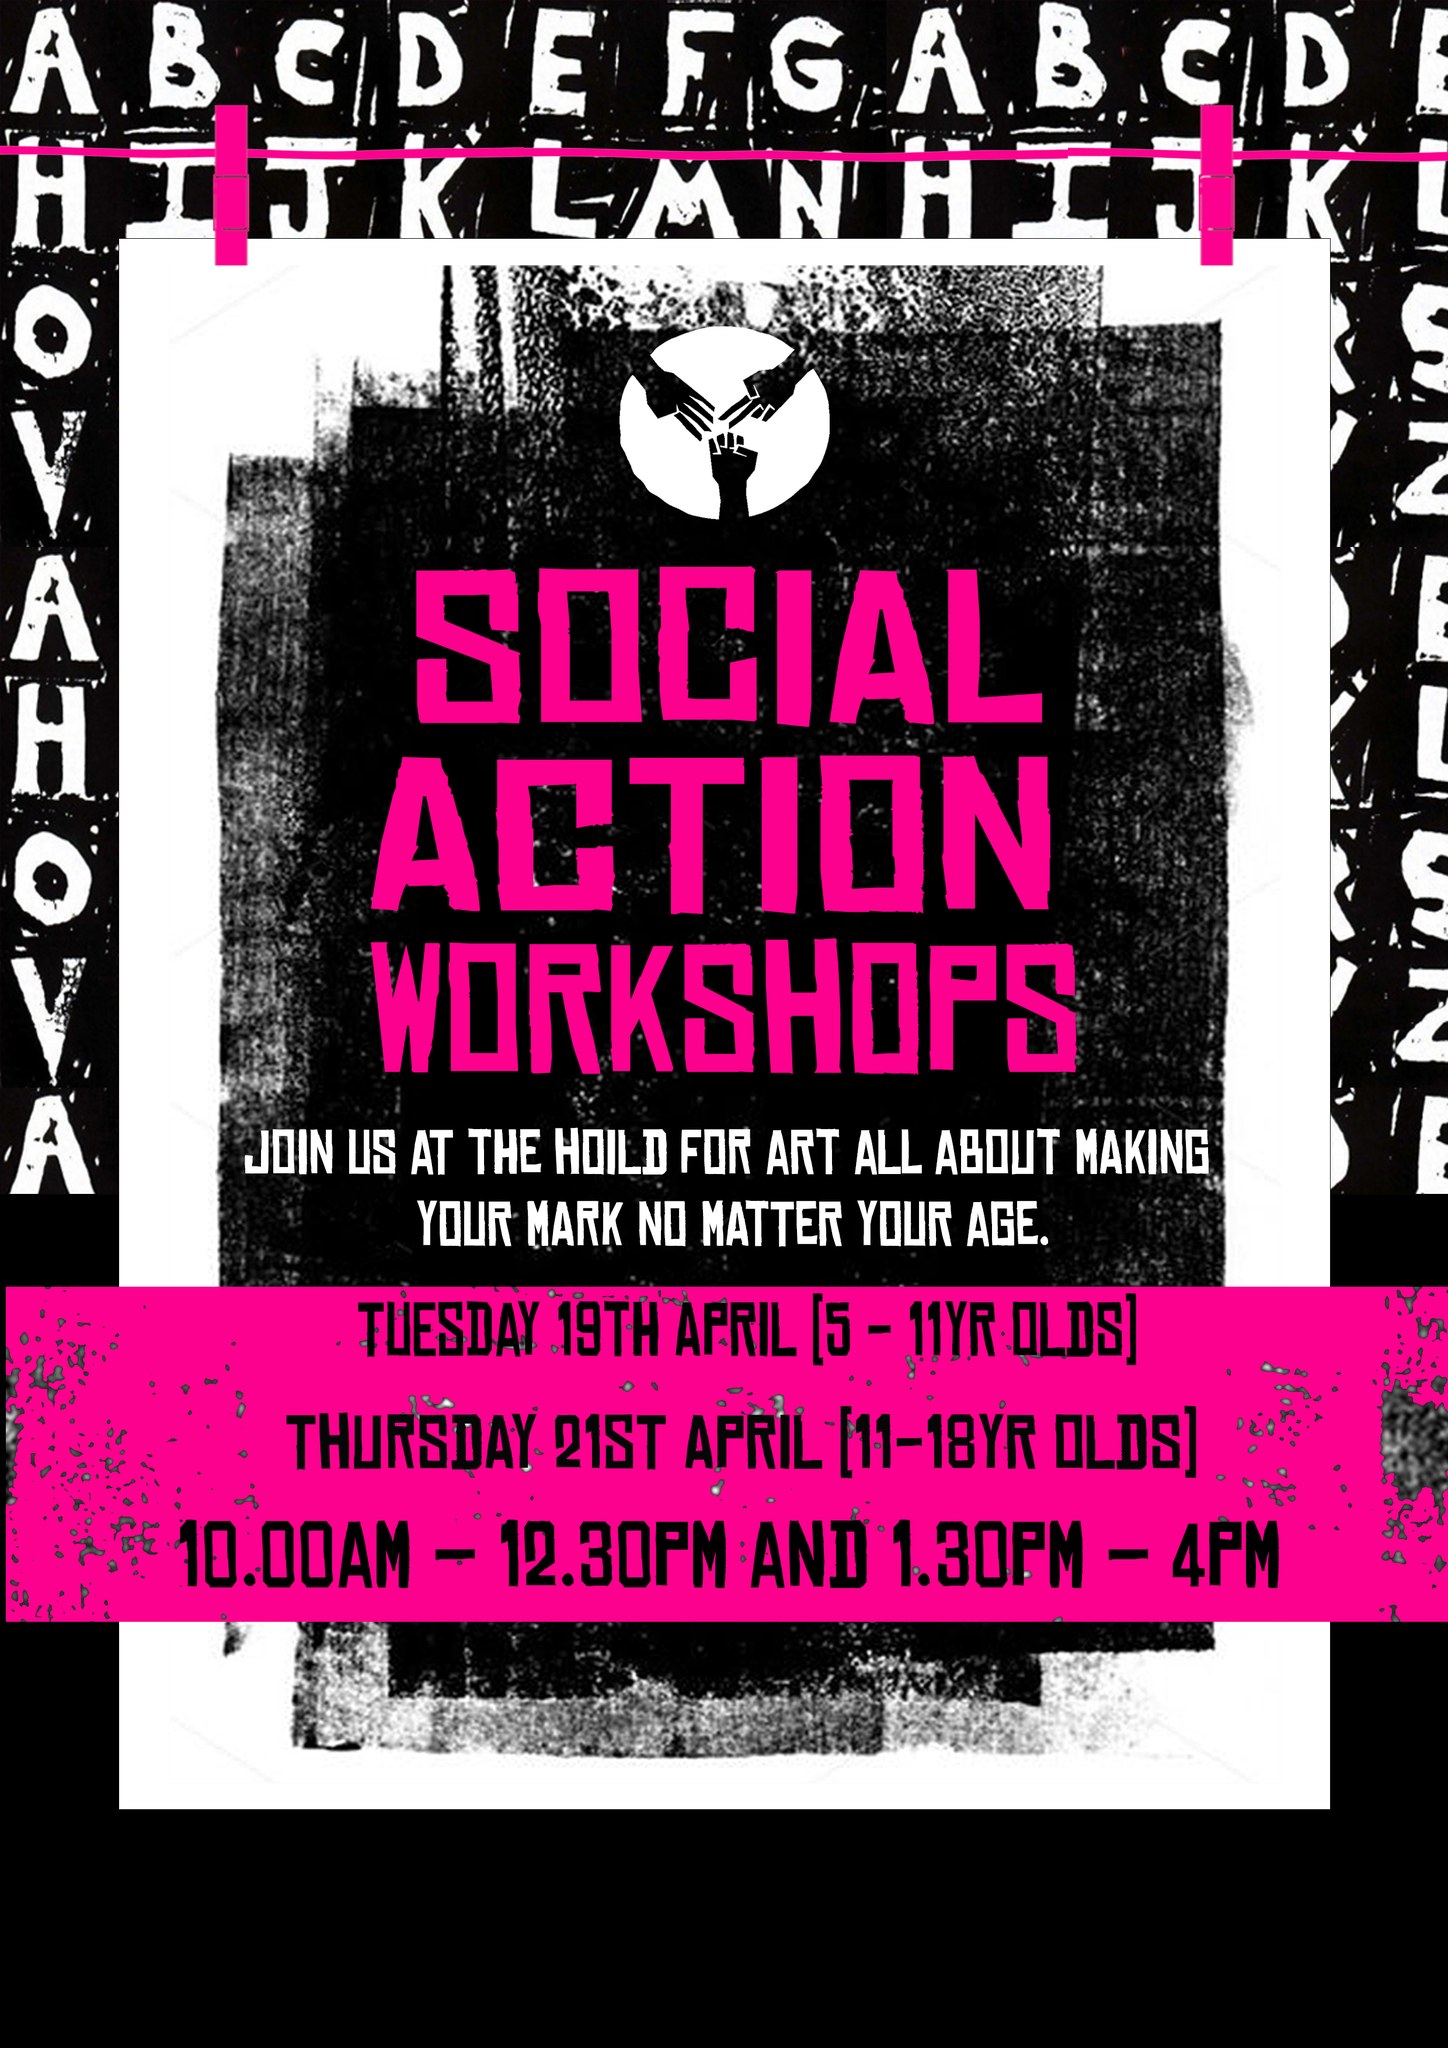 A B C D E F G A B C D E
H I J K L M N H I J K L
O
V
A
H
O
V
A
S
Z
E
L
S
Z
E
SOCIAL
ACTION
WORKSHOPS
JOIN US AT THE HOILD FOR ART ALL ABOUT MAKING
YOUR MARK NO MATTER YOUR AGE.
TUESDAY 19TH APRIL [5 - 11YR OLDS]
THURSDAY 21ST APRIL [11-18YR OLDS]
10.00AM - 12.30PM AND 1.30PM - 4PM